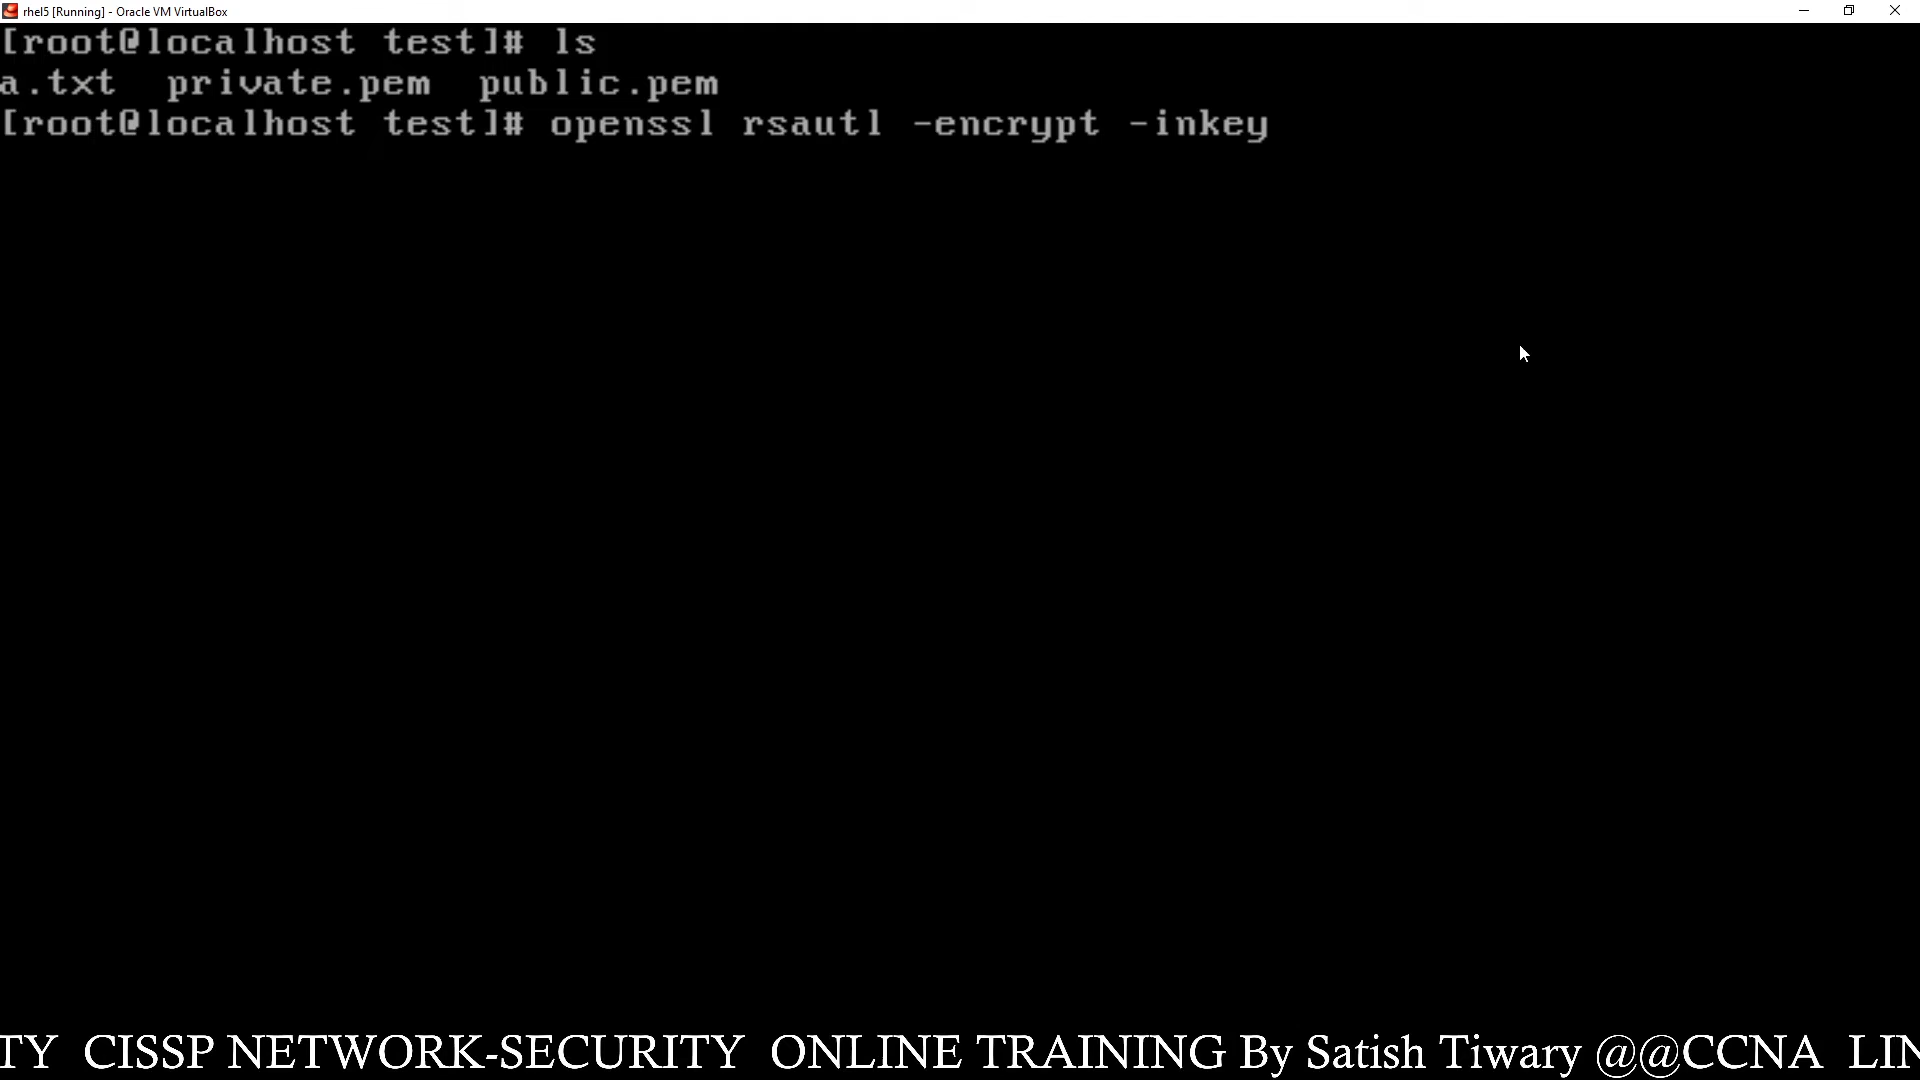 rhel5 [Running] - Oracle VM VirtualBox
[root@localhost test]# ls
a.txt  private.pem  public.pem
[root@localhost test]# openssl rsautl -encrypt -inkey
TY  CISSP NETWORK-SECURITY  ONLINE TRAINING By Satish Tiwary @@CCNA  LIN